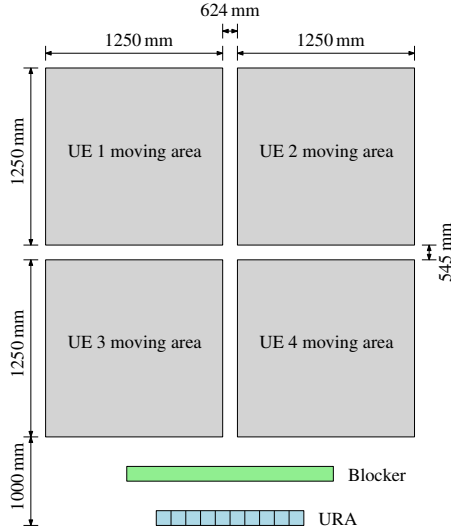 624 mm
1250 mm 1250 mm
1250 mm
UE 1 moving area UE 2 moving area
545 mm
1250 mm
UE 3 moving area UE 4 moving area
1000 mm
Blocker
URA